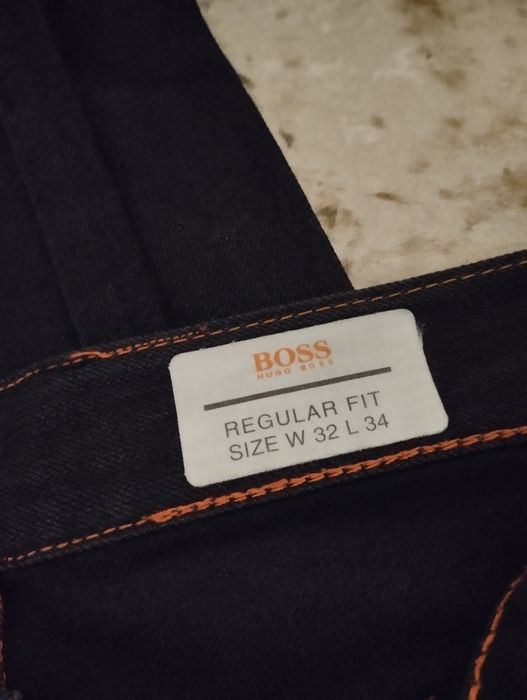 BOSS
HUGO BOSS
REGULAR FIT
SIZE W 32 L 34